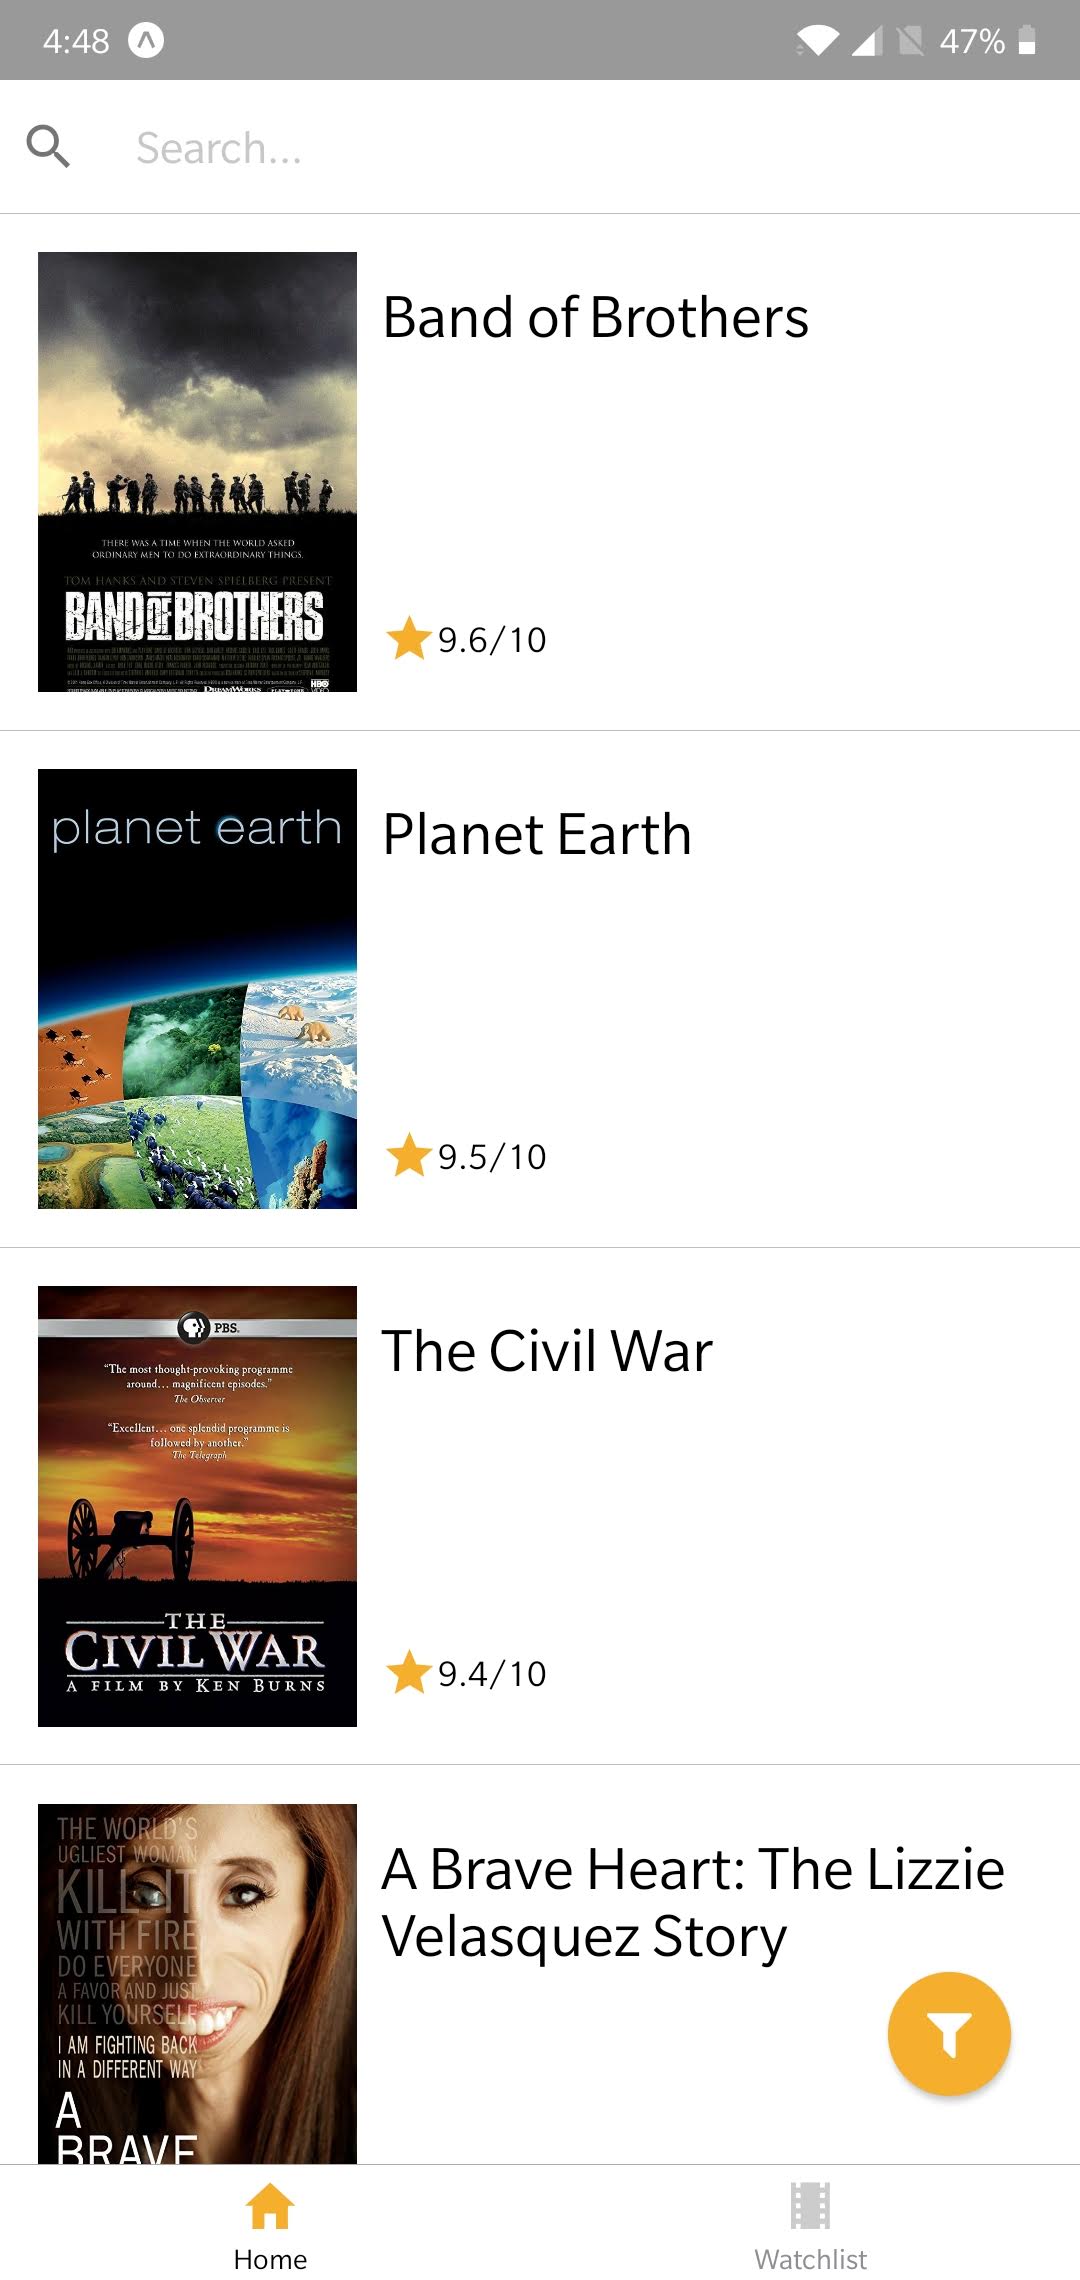 4:48
47%
Search...
Band of Brothers
THERE WAS A TIME WHEN THE WORLD ASKED
ORDINARY MEN TO DO EXTRAORDINARY THINGS.
TOM HANKS AND STEVEN SPIELBERG PRESENT
BAND OF BROTHERS
DREAMWORKS
HBO
VIDEO
9.6/10
planet earth
Planet Earth
9.5/10
PBS.
"The most thought-provoking programme
around... magnificent episodes."
The Observer
"Excellent... one splendid programme is
followed by another."
The Telegraph
THE
CIVIL WAR
A FILM BY KEN BURNS
The Civil War
9.4/10
THE WORLD'S
UGLIEST WOMAN
KILL IT
WITH FIRE
DO EVERYONE
A FAVOR AND JUST
KILL YOURSELF
I AM FIGHTING BACK
IN A DIFFERENT WAY
A
BRAVE
A Brave Heart: The Lizzie
Velasquez Story
Home
Watchlist